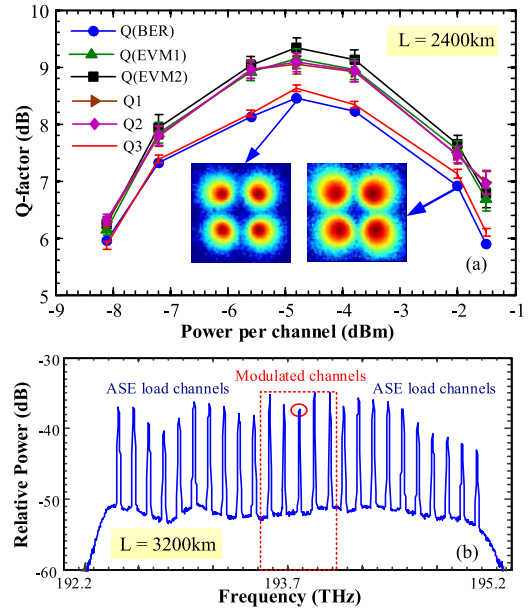 10
9
8
7
6
5
Q-factor (dB)
Q(BER)
Q(EVM1)
Q(EVM2)
Q1
Q2
Q3
L = 2400km
(a)
-9 -8 -7 -6 -5 -4 -3 -2 -1
Power per channel (dBm)
-30
-40
-50
-60
Relative Power (dB)
ASE load channels
Modulated channels
ASE load channels
L = 3200km
(b)
192.2 193.7 195.2
Frequency (THz)